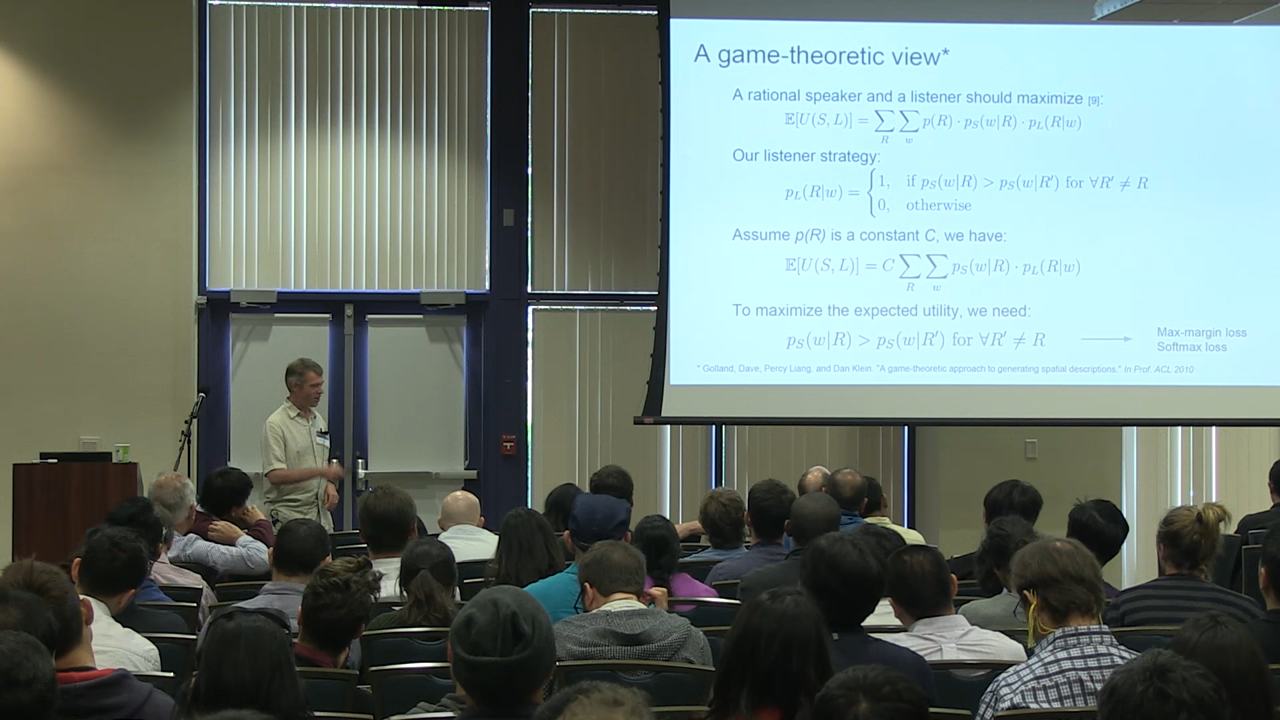 A game-theoretic view*
A rational speaker and a listener should maximize [9]:
𝔼[U(S, L)] = ∑_R ∑_w p(R) · p_S(w|R) · p_L(R|w)
Our listener strategy:
p_L(R|w) = { 1, if p_S(w|R) > p_S(w|R′) for ∀R′ ≠ R
0, otherwise
Assume p(R) is a constant C, we have:
𝔼[U(S, L)] = C ∑_R ∑_w p_S(w|R) · p_L(R|w)
To maximize the expected utility, we need:
p_S(w|R) > p_S(w|R′) for ∀R′ ≠ R
Max-margin loss
Softmax loss
* Golland, Dave, Percy Liang, and Dan Klein. "A game-theoretic approach to generating spatial descriptions." In Prof. ACL 2010